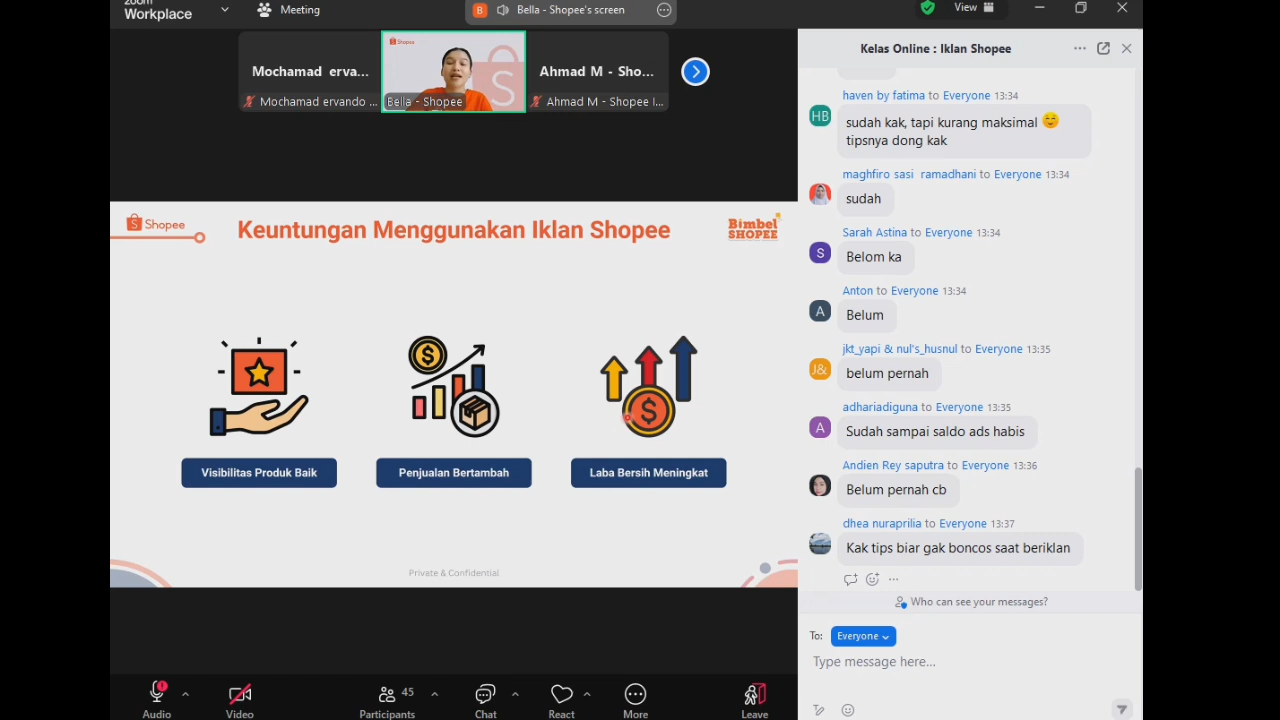 zoom
Workplace
Meeting
B
Bella - Shopee's screen
View
Mochamad erva...
Mochamad ervando ...
Shopee
Bella - Shopee
Ahmad M - Sho...
Ahmad M - Shopee I...
Shopee
Keuntungan Menggunakan Iklan Shopee
Bimbel
SHOPEE
Visibilitas Produk Baik
Penjualan Bertambah
Laba Bersih Meningkat
Private & Confidential
Kelas Online : Iklan Shopee
haven by fatima to Everyone 13:34
HB
sudah kak, tapi kurang maksimal 😊
tipsnya dong kak
maghfiro sasi ramadhani to Everyone 13:34
sudah
Sarah Astina to Everyone 13:34
S
Belom ka
Anton to Everyone 13:34
A
Belum
jkt_yapi & nul's_husnul to Everyone 13:35
J&
belum pernah
adhariadiguna to Everyone 13:35
A
Sudah sampai saldo ads habis
Andien Rey saputra to Everyone 13:36
Belum pernah cb
dhea nuraprilia to Everyone 13:37
Kak tips biar gak boncos saat beriklan
Who can see your messages?
To: Everyone
Type message here...
Audio
Video
45
Participants
Chat
React
More
Leave